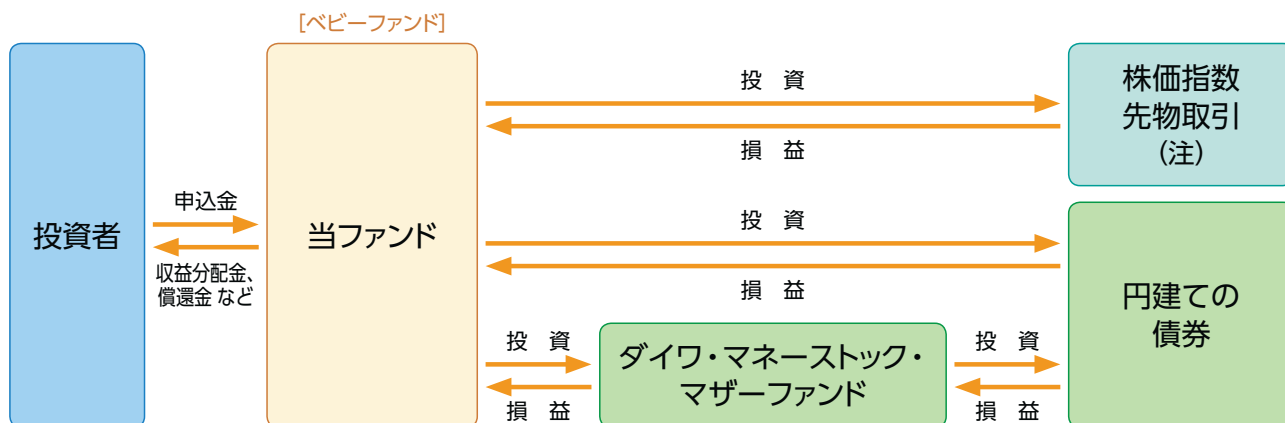 [ベビーファンド]
投資者
申込金
収益分配金、
償還金 など
当ファンド
投　資
損　益
株価指数
先物取引
（注）
投　資
損　益
円建ての
債券
投　資
損　益
ダイワ・マネーストック・
マザーファンド
投　資
損　益